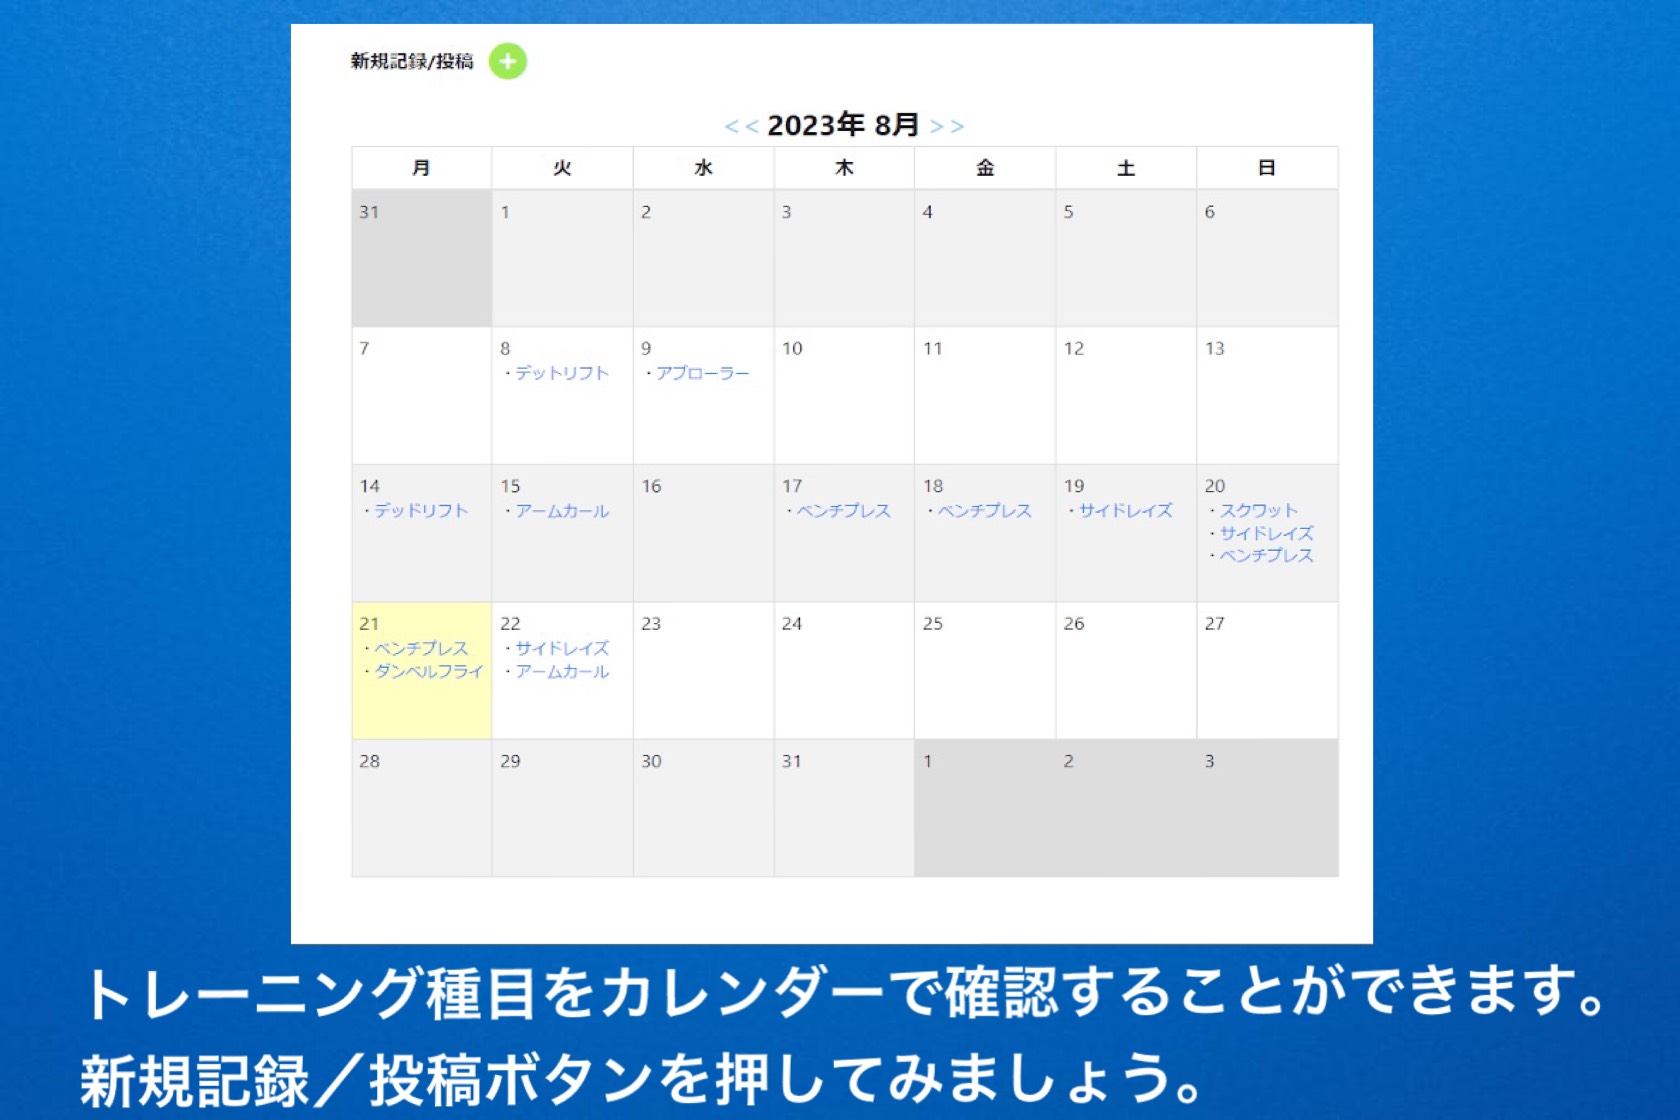 新規記録/投稿 +
<< 2023年 8月 >>
月 火 水 木 金 土 日
31 1 2 3 4 5 6
7 8 9 10 11 12 13
・デットリフト ・アブローラー
14 15 16 17 18 19 20
・デッドリフト ・アームカール ・ベンチプレス ・ベンチプレス ・サイドレイズ ・スクワット
・サイドレイズ
・ベンチプレス
21 22 23 24 25 26 27
・ベンチプレス ・サイドレイズ
・ダンベルフライ ・アームカール
28 29 30 31 1 2 3
トレーニング種目をカレンダーで確認することができます。
新規記録／投稿ボタンを押してみましょう。